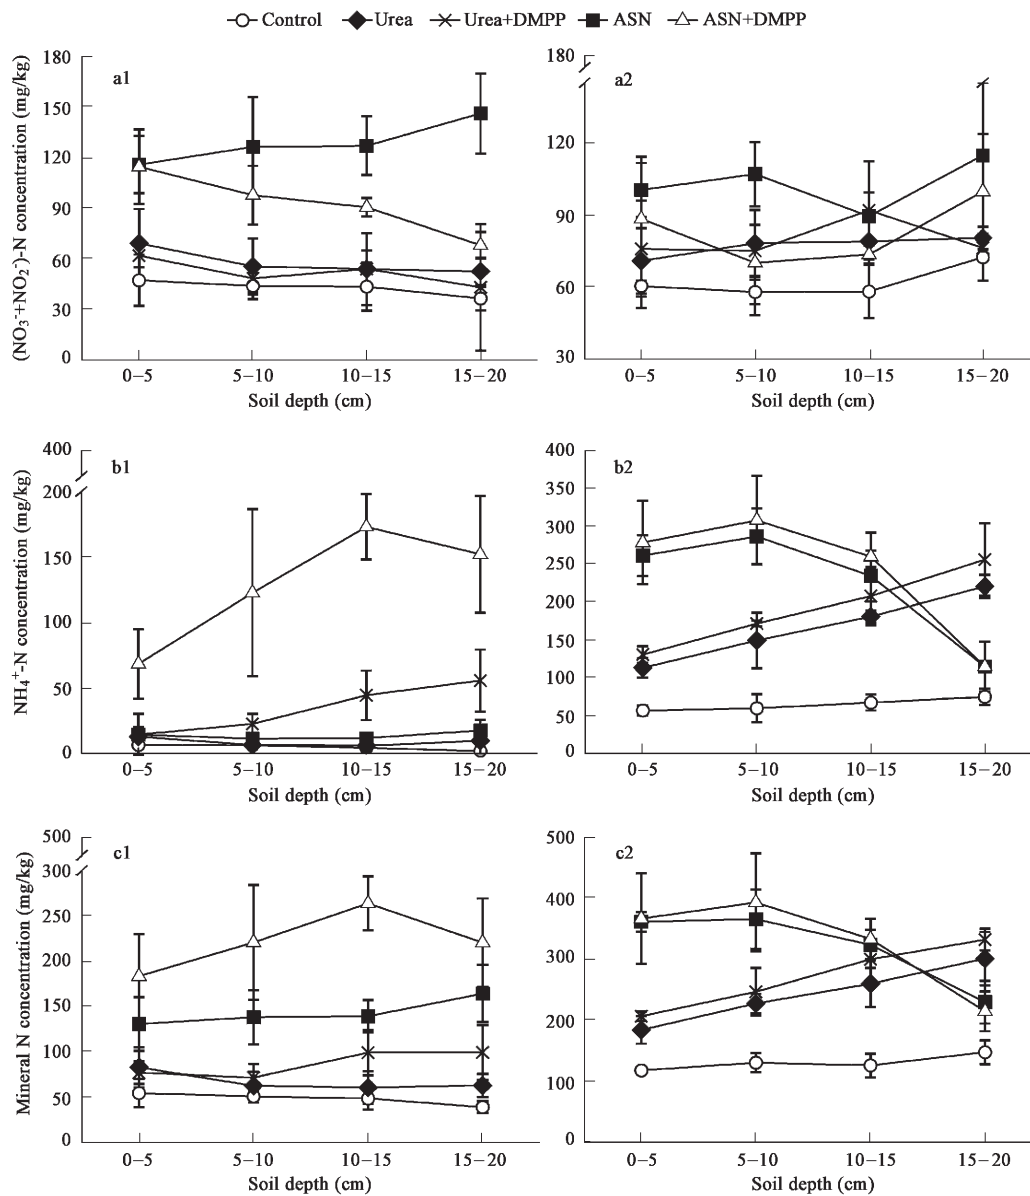 Control Urea Urea+DMPP ASN ASN+DMPP
(NO3⁻+NO2⁻)-N concentration (mg/kg)
a1
180
150
120
90
60
30
0
0–5 5–10 10–15 15–20
Soil depth (cm)
a2
180
120
90
60
30
0–5 5–10 10–15 15–20
Soil depth (cm)
NH4⁺-N concentration (mg/kg)
b1
400
200
150
100
50
0
0–5 5–10 10–15 15–20
Soil depth (cm)
b2
400
350
300
250
200
150
100
50
0
0–5 5–10 10–15 15–20
Soil depth (cm)
Mineral N concentration (mg/kg)
c1
500
300
250
200
150
100
50
0
0–5 5–10 10–15 15–20
Soil depth (cm)
c2
500
400
300
200
100
0
0–5 5–10 10–15 15–20
Soil depth (cm)